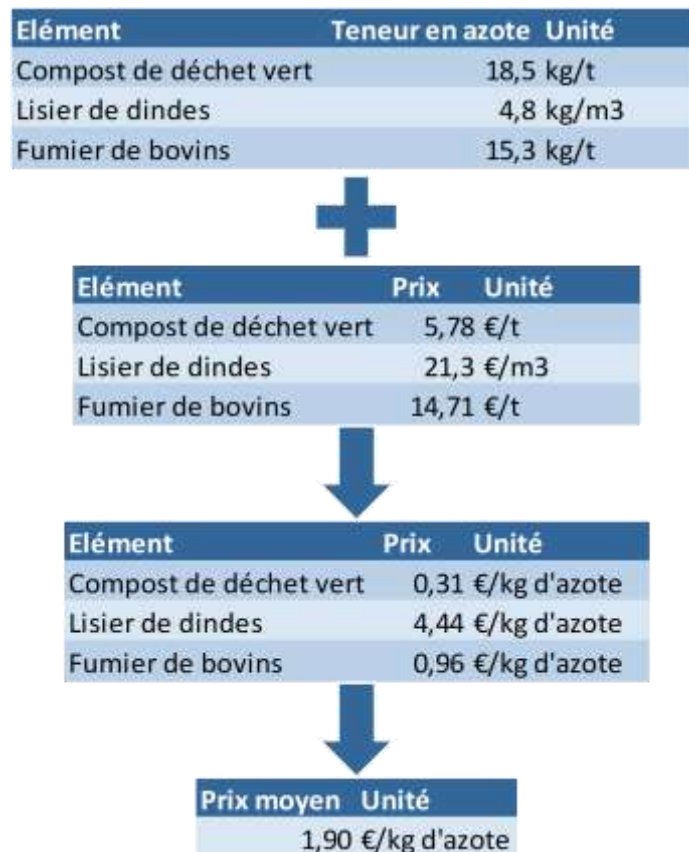 Elément Teneur en azote Unité
Compost de déchet vert 18,5 kg/t
Lisier de dindes 4,8 kg/m3
Fumier de bovins 15,3 kg/t
Elément Prix Unité
Compost de déchet vert 5,78 €/t
Lisier de dindes 21,3 €/m3
Fumier de bovins 14,71 €/t
Elément Prix Unité
Compost de déchet vert 0,31 €/kg d'azote
Lisier de dindes 4,44 €/kg d'azote
Fumier de bovins 0,96 €/kg d'azote
Prix moyen Unité
1,90 €/kg d'azote